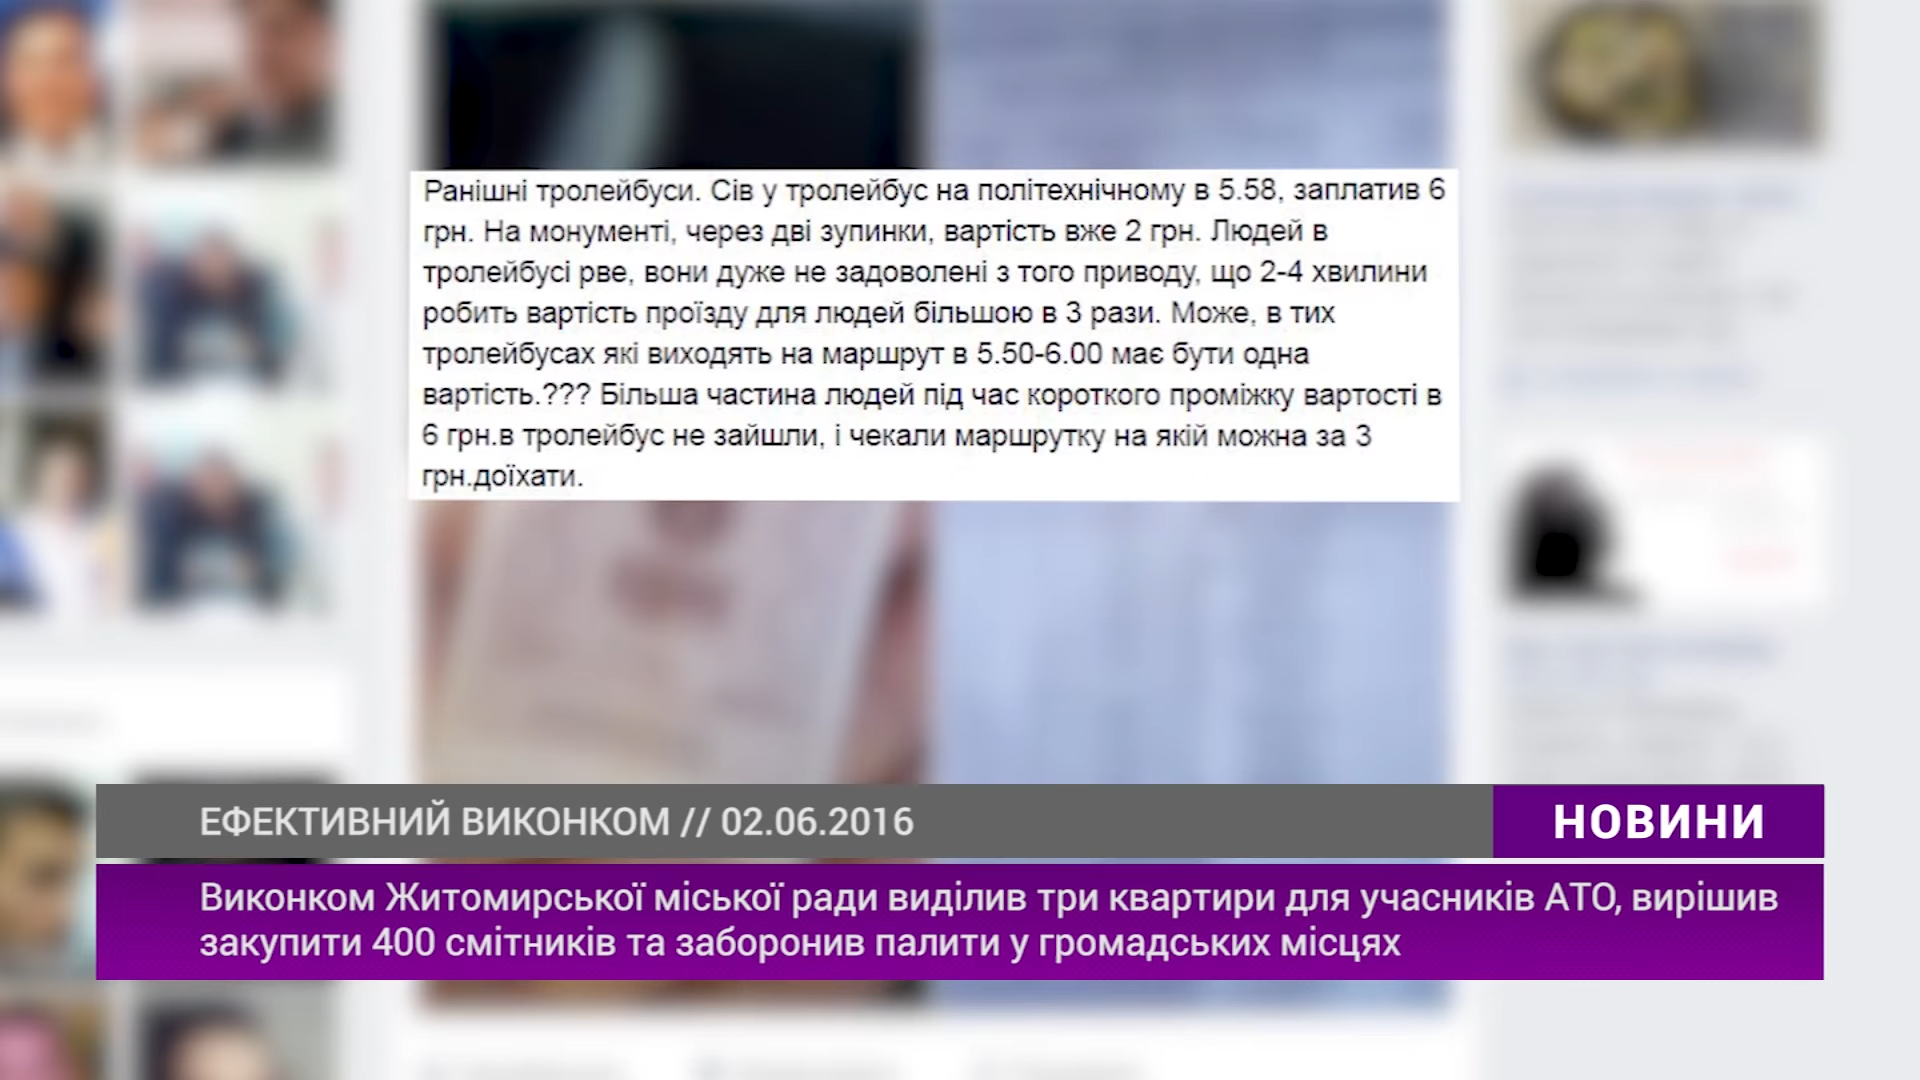 Ранішні тролейбуси. Сів у тролейбус на політехнічному в 5.58, заплатив 6
грн. На монументі, через дві зупинки, вартість вже 2 грн. Людей в
тролейбусі рве, вони дуже не задоволені з того приводу, що 2-4 хвилини
робить вартість проїзду для людей більшою в 3 рази. Може, в тих
тролейбусах які виходять на маршрут в 5.50-6.00 має бути одна
вартість.??? Більша частина людей під час короткого проміжку вартості в
6 грн.в тролейбус не зайшли, і чекали маршрутку на якій можна за 3
грн.доїхати.
ЕФЕКТИВНИЙ ВИКОНКОМ // 02.06.2016
НОВИНИ
Виконком Житомирської міської ради виділив три квартири для учасників АТО, вирішив
закупити 400 смітників та заборонив палити у громадських місцях